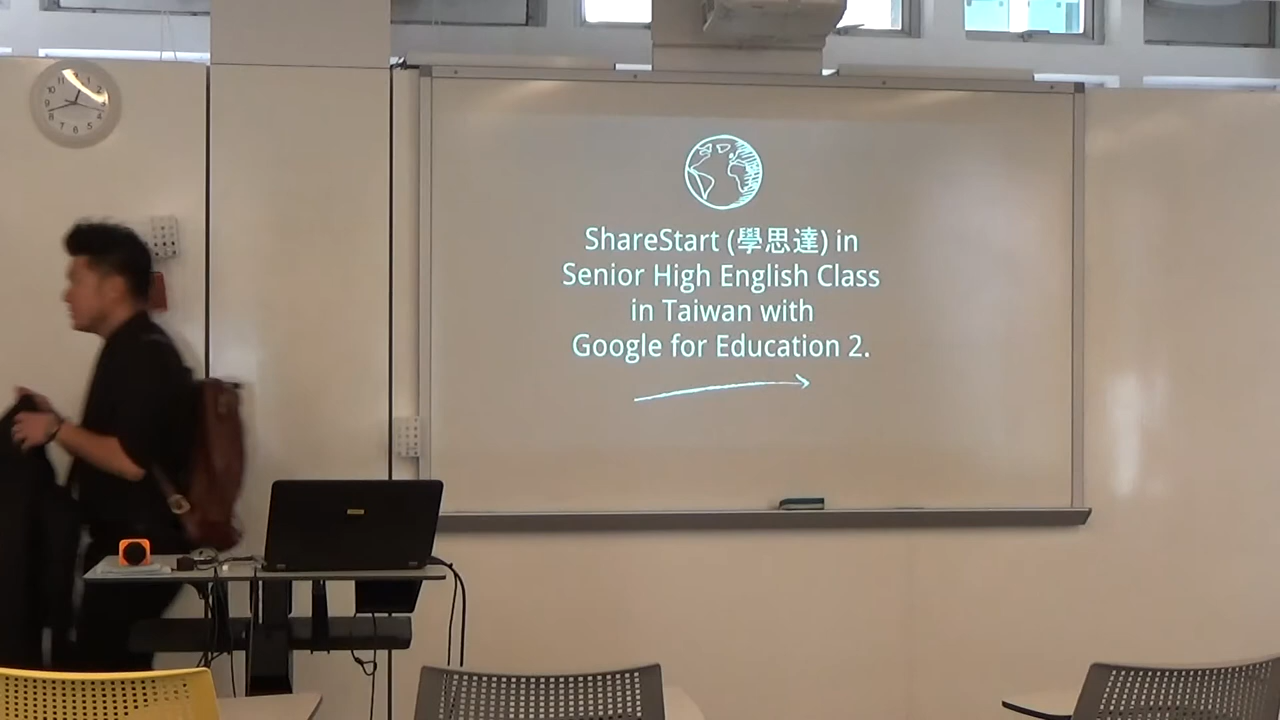 ShareStart (學思達) in
Senior High English Class
in Taiwan with
Google for Education 2.